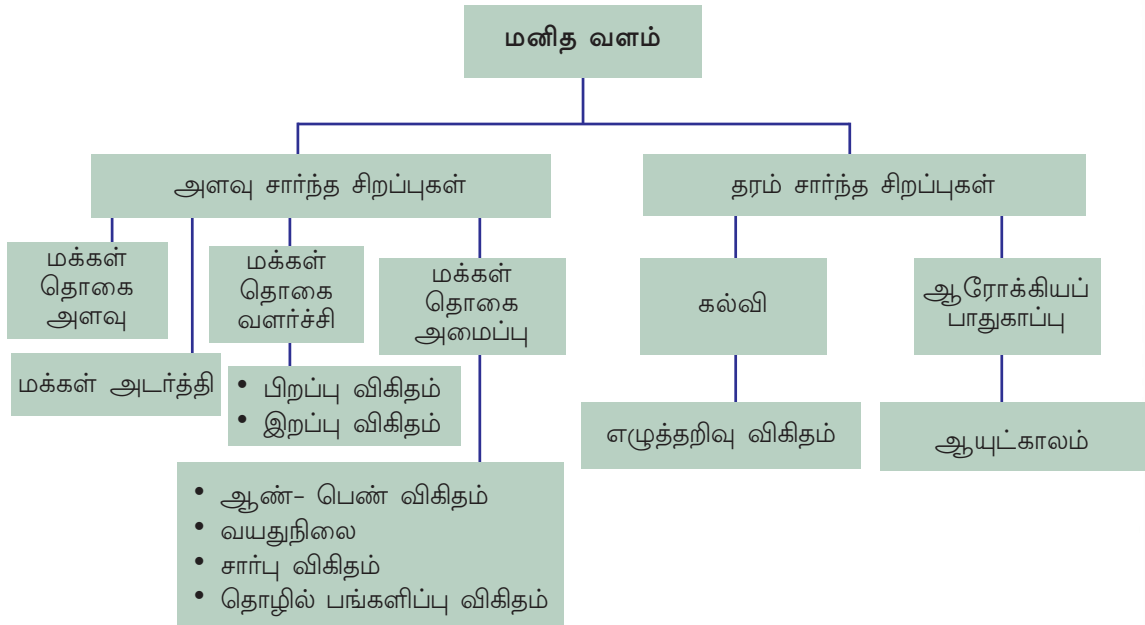 மனித வளம்
அளவு சார்ந்த சிறப்புகள்
தரம் சார்ந்த சிறப்புகள்
மக்கள்
தொகை
அளவு
மக்கள் அடர்த்தி
மக்கள்
தொகை
வளர்ச்சி
• பிறப்பு விகிதம்
• இறப்பு விகிதம்
மக்கள்
தொகை
அமைப்பு
• ஆண்- பெண் விகிதம்
• வயதுநிலை
• சார்பு விகிதம்
• தொழில் பங்களிப்பு விகிதம்
கல்வி
எழுத்தறிவு விகிதம்
ஆரோக்கியப்
பாதுகாப்பு
ஆயுட்காலம்